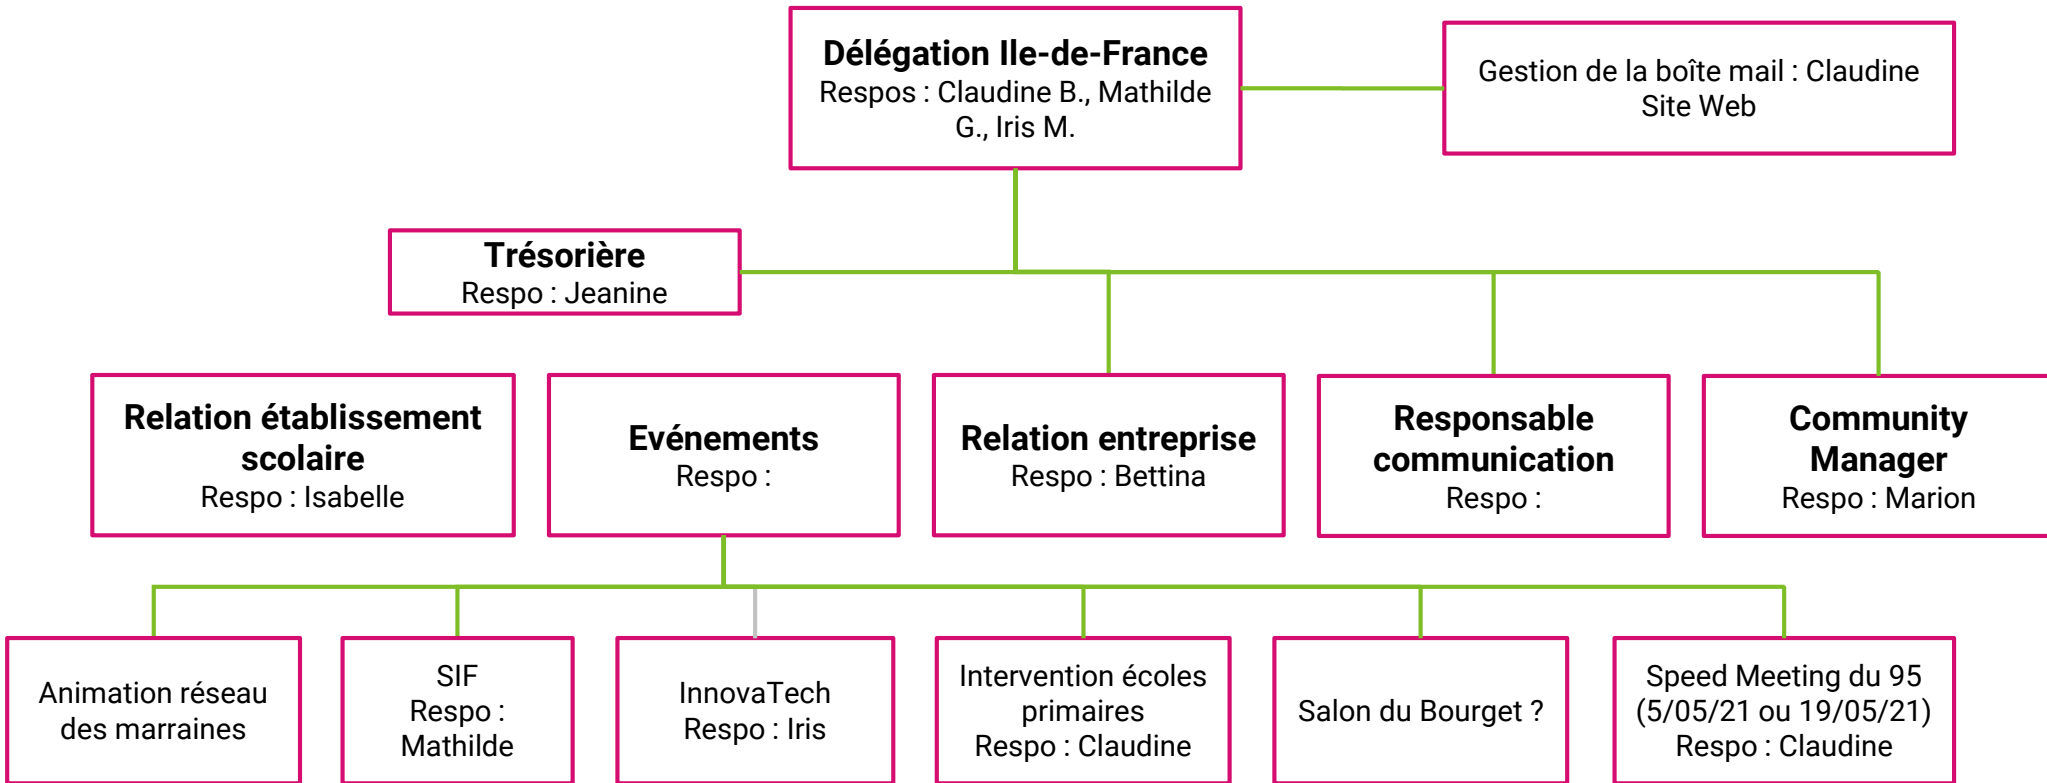 Délégation Ile-de-France
Respos : Claudine B., Mathilde
G., Iris M.
Gestion de la boîte mail : Claudine
Site Web
Trésorière
Respo : Jeanine
Relation établissement
scolaire
Respo : Isabelle
Evénements
Respo :
Relation entreprise
Respo : Bettina
Responsable
communication
Respo :
Community
Manager
Respo : Marion
Animation réseau
des marraines
SIF
Respo :
Mathilde
InnovaTech
Respo : Iris
Intervention écoles
primaires
Respo : Claudine
Salon du Bourget ?
Speed Meeting du 95
(5/05/21 ou 19/05/21)
Respo : Claudine